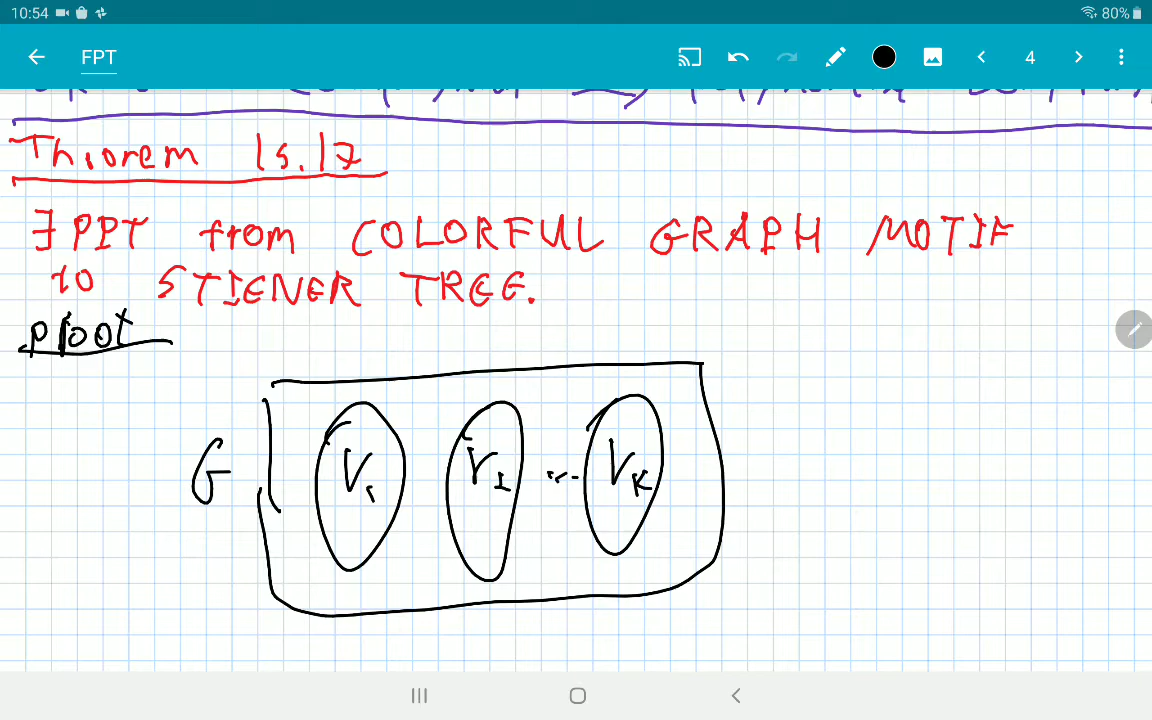 10:54 80%
FPT 4
Thiorem 15.17
∃ PPT from COLORFUL GRAPH MOTIF
to STIENER TREE.
proof
G V₁ V₂ ... Vₖ